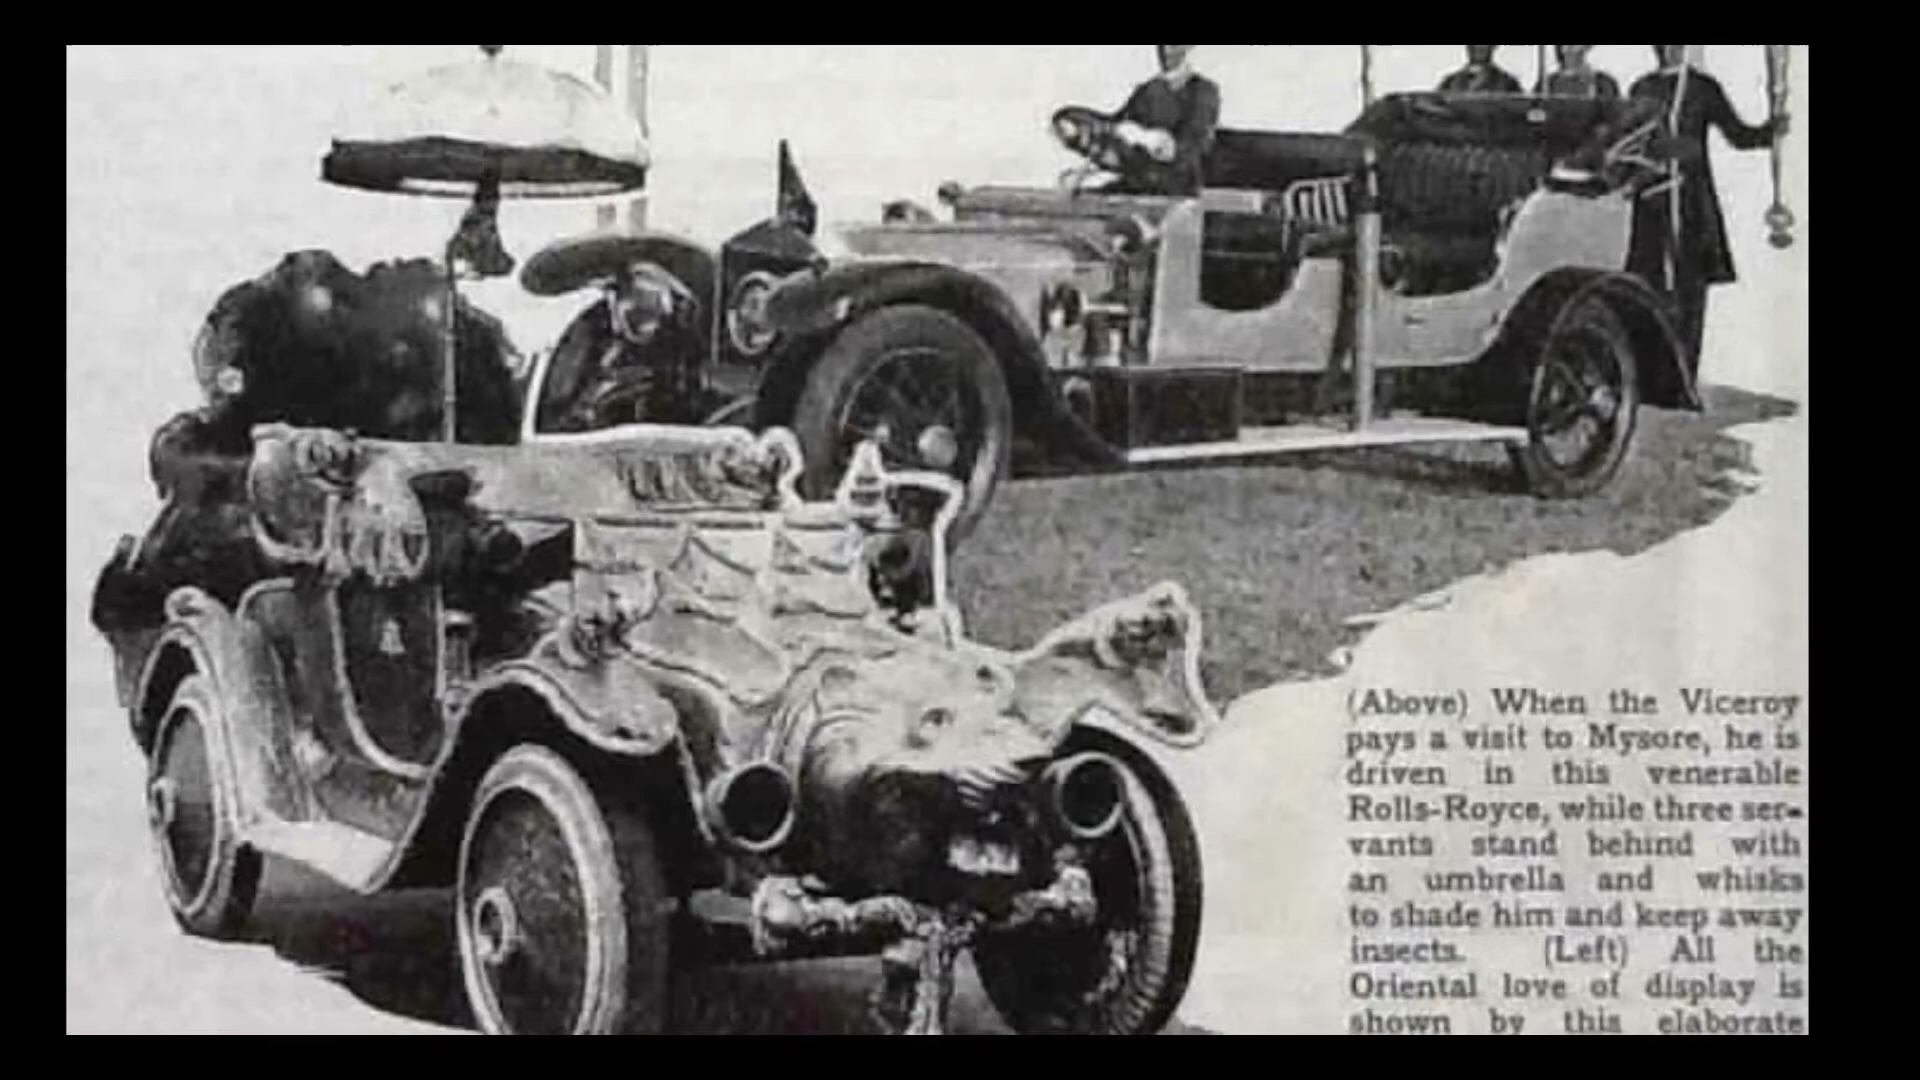 (Above) When the Viceroy
pays a visit to Mysore, he is
driven in this venerable
Rolls-Royce, while three ser-
vants stand behind with
an umbrella and whisks
to shade him and keep away
insects. (Left) All the
Oriental love of display is
shown by this elaborate